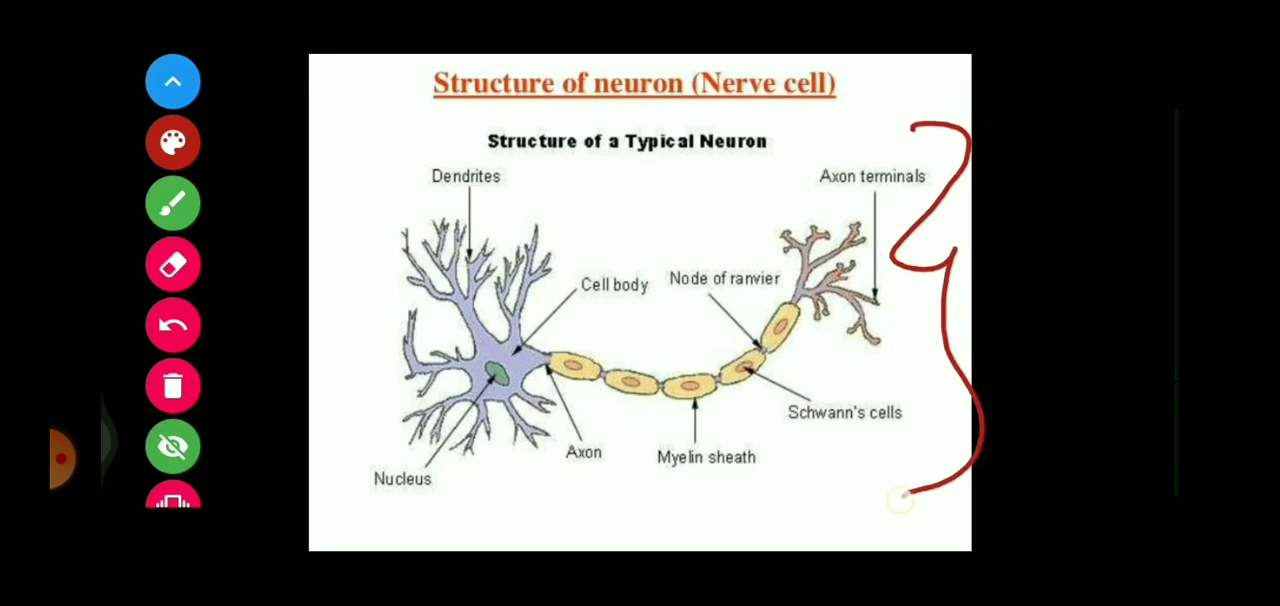 Structure of neuron (Nerve cell)
Structure of a Typical Neuron
Dendrites
Axon terminals
Cell body
Node of ranvier
Schwann's cells
Axon
Myelin sheath
Nucleus